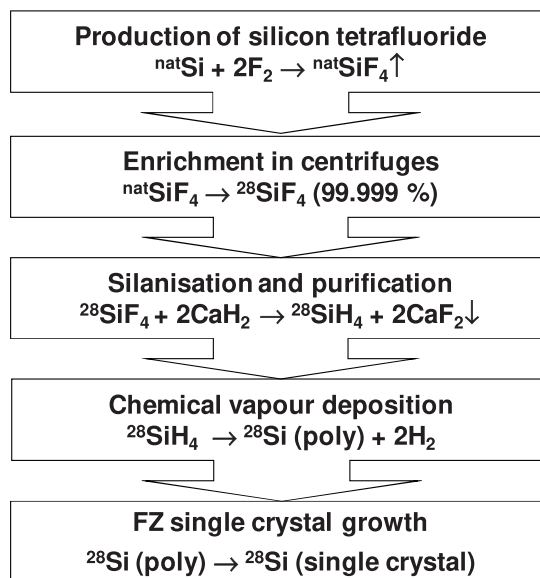 Production of silicon tetrafluoride
ⁿᵃᵗSi + 2F₂ → ⁿᵃᵗSiF₄↑
Enrichment in centrifuges
ⁿᵃᵗSiF₄ → ²⁸SiF₄ (99.999 %)
Silanisation and purification
²⁸SiF₄ + 2CaH₂ → ²⁸SiH₄ + 2CaF₂↓
Chemical vapour deposition
²⁸SiH₄ → ²⁸Si (poly) + 2H₂
FZ single crystal growth
²⁸Si (poly) → ²⁸Si (single crystal)